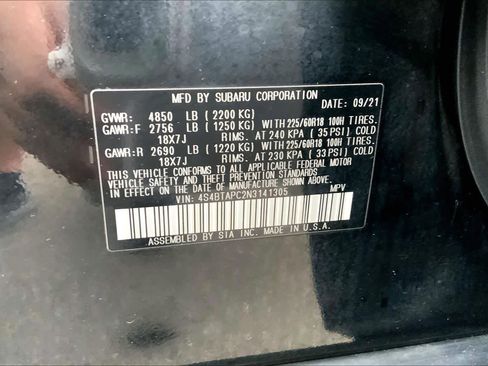 MFD BY SUBARU CORPORATION DATE: 09/21
GVWR: 4850 LB ( 2200 KG)
GAWR:F 2756 LB ( 1250 KG) WITH 225/60R18 100H TIRES.
18X7J RIMS. AT 240 KPA ( 35 PSI) COLD
GAWR:R 2690 LB ( 1220 KG) WITH 225/60R18 100H TIRES.
18X7J RIMS. AT 230 KPA ( 33 PSI) COLD
THIS VEHICLE CONFORMS TO ALL APPLICABLE FEDERAL MOTOR
VEHICLE SAFETY AND THEFT PREVENTION STANDARDS IN EFFECT
ON THE DATE OF MANUFACTURE SHOWN ABOVE.
VIN: 4S4BTAPC2N3141305 MPV
ASSEMBLED BY SIA INC. MADE IN U.S.A.